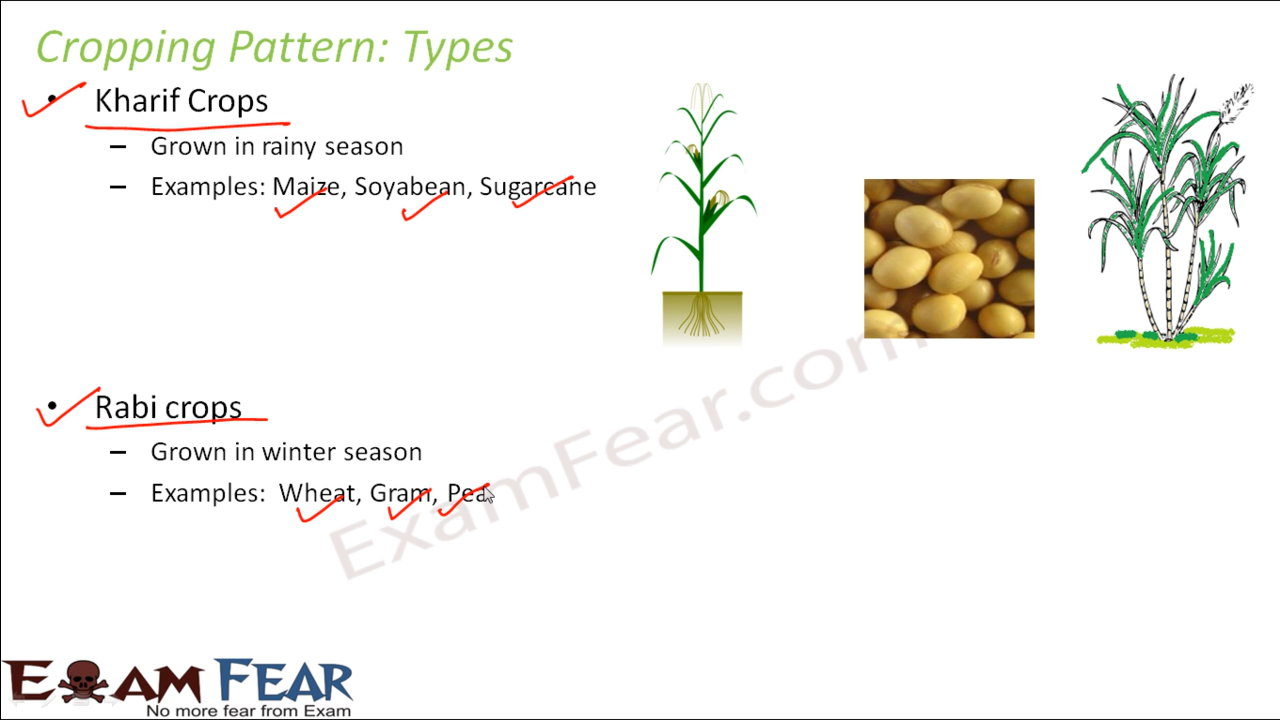 Cropping Pattern: Types
• Kharif Crops
– Grown in rainy season
– Examples: Maize, Soyabean, Sugarcane
• Rabi crops
– Grown in winter season
– Examples: Wheat, Gram, Pea
ExamFear.com
EXAM FEAR
No more fear from Exam